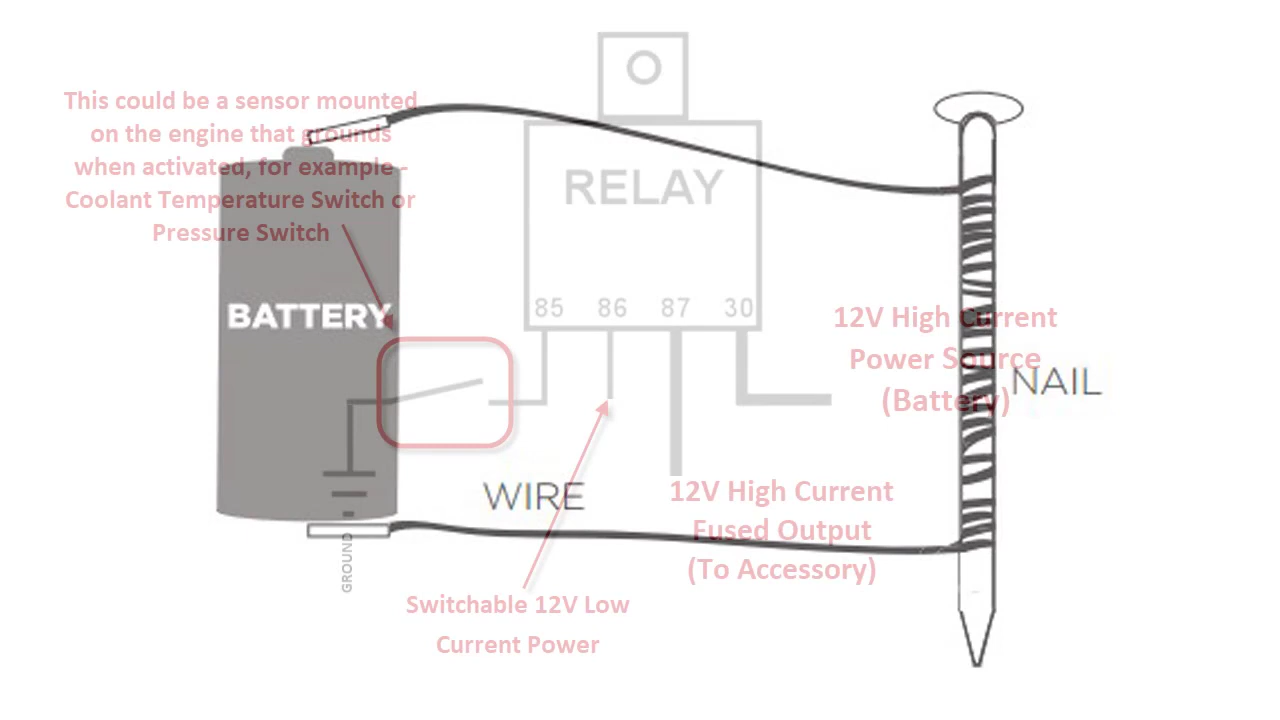 This could be a sensor mounted
on the engine that grounds
when activated, for example -
Coolant Temperature Switch or
Pressure Switch
RELAY
85 86 87 30
BATTERY
12V High Current
Power Source
(Battery)
NAIL
WIRE
12V High Current
Fused Output
(To Accessory)
GROUND
Switchable 12V Low
Current Power